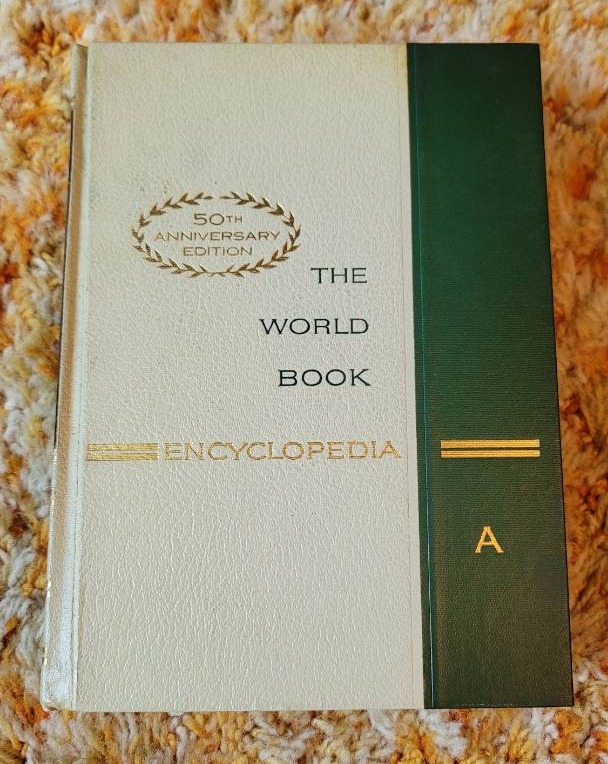 50TH
ANNIVERSARY
EDITION
THE
WORLD
BOOK
ENCYCLOPEDIA
A